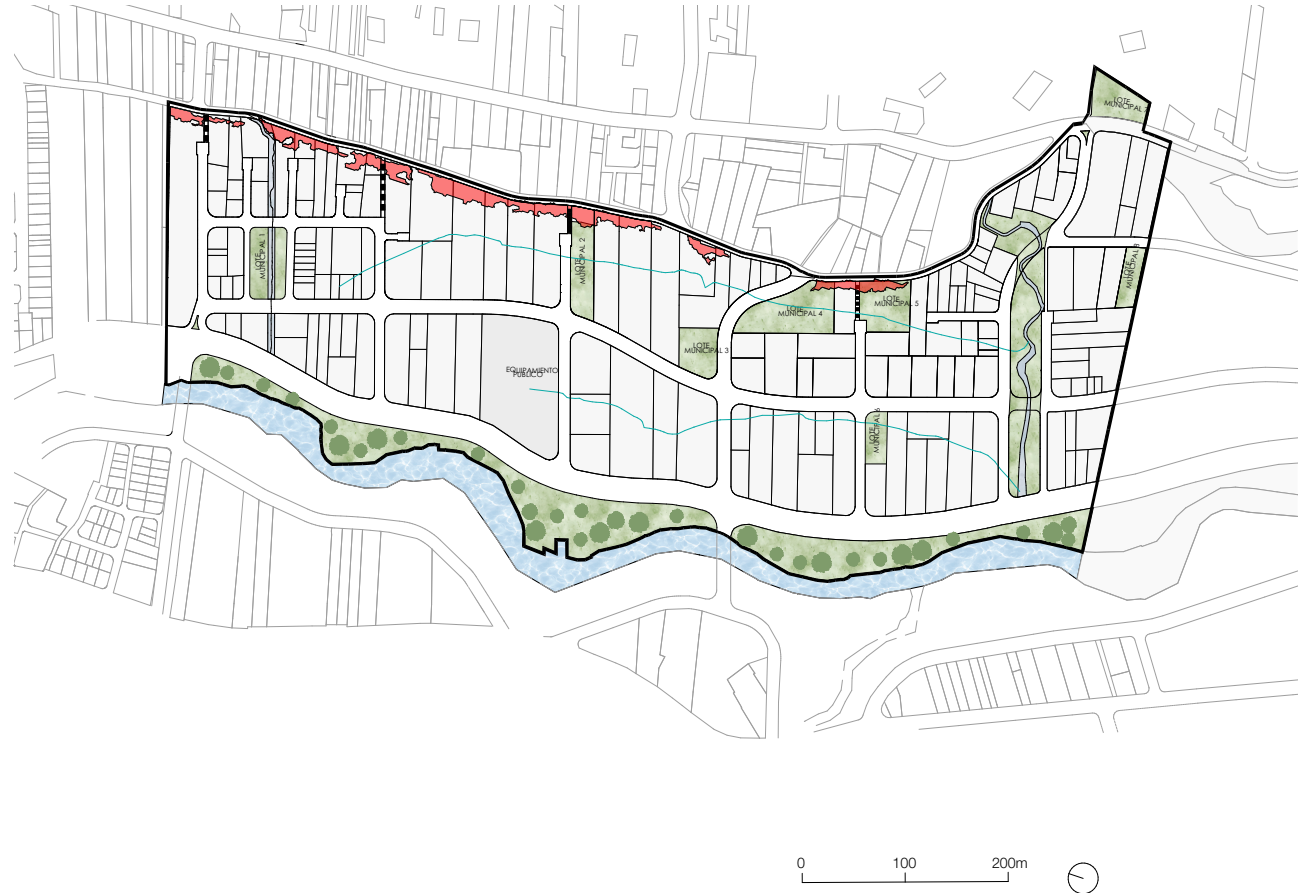 LOTE
MUNICIPAL 7
LOTE
MUNICIPAL 1
LOTE
MUNICIPAL 2
LOTE
MUNICIPAL 8
LOTE
MUNICIPAL 4
LOTE
MUNICIPAL 5
LOTE
MUNICIPAL 3
EQUIPAMIENTO
PÚBLICO
LOTE
MUNICIPAL 6
0 100 200m